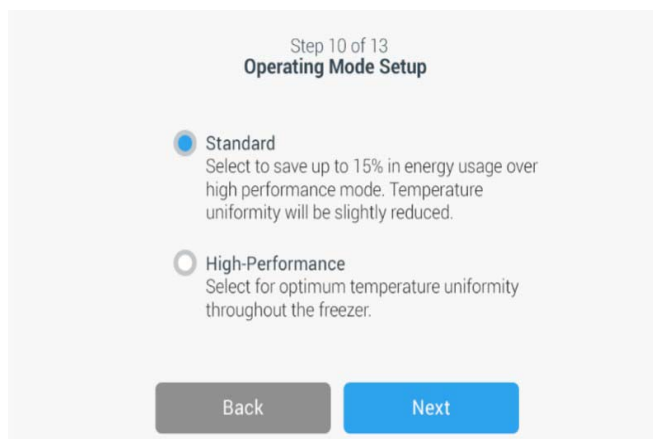 Step 10 of 13
Operating Mode Setup
Standard
Select to save up to 15% in energy usage over
high performance mode. Temperature
uniformity will be slightly reduced.
High-Performance
Select for optimum temperature uniformity
throughout the freezer.
Back
Next